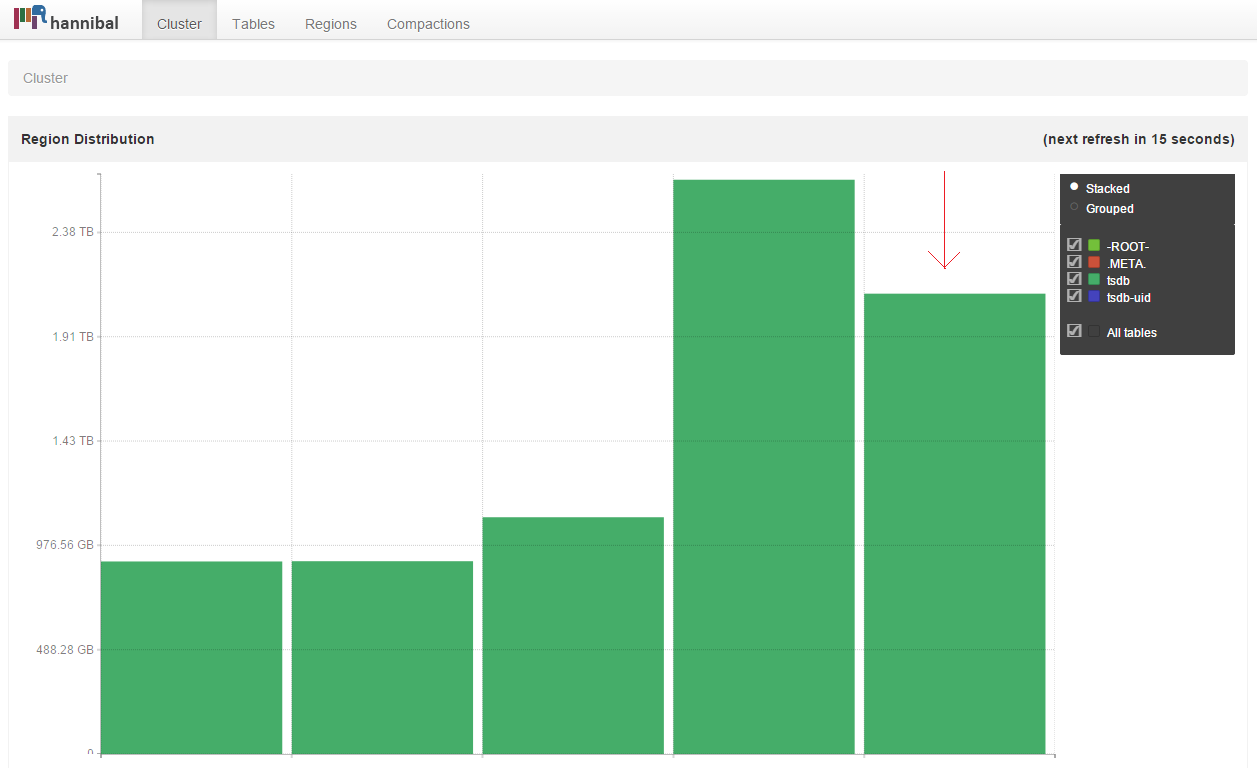 hannibal Cluster Tables Regions Compactions
Cluster
Region Distribution (next refresh in 15 seconds)
2.38 TB
1.91 TB
1.43 TB
976.56 GB
488.28 GB
0
Stacked
Grouped
-ROOT-
.META.
tsdb
tsdb-uid
All tables